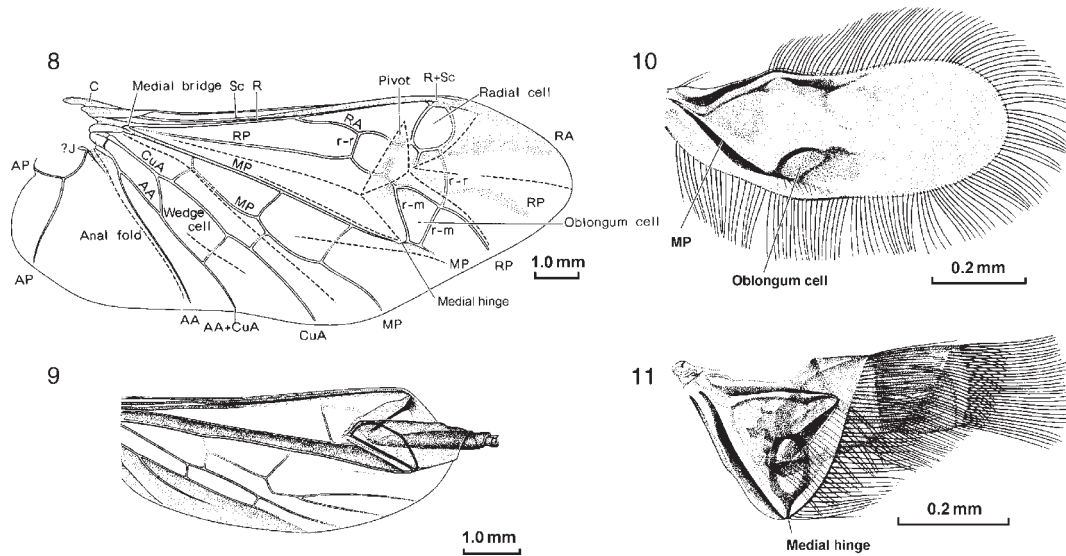 8
C
Medial bridge
Sc
R
Pivot
R+Sc
Radial cell
RA
RA
RP
r-r
?J
AP
CuA
MP
AA
MP
Wedge
cell
r-r
RP
r-m
Oblongum cell
r-m
Anal fold
AP
MP
RP
1.0 mm
Medial hinge
AA
AA+CuA
CuA
MP
9
1.0 mm
10
MP
Oblongum cell
0.2 mm
11
0.2 mm
Medial hinge